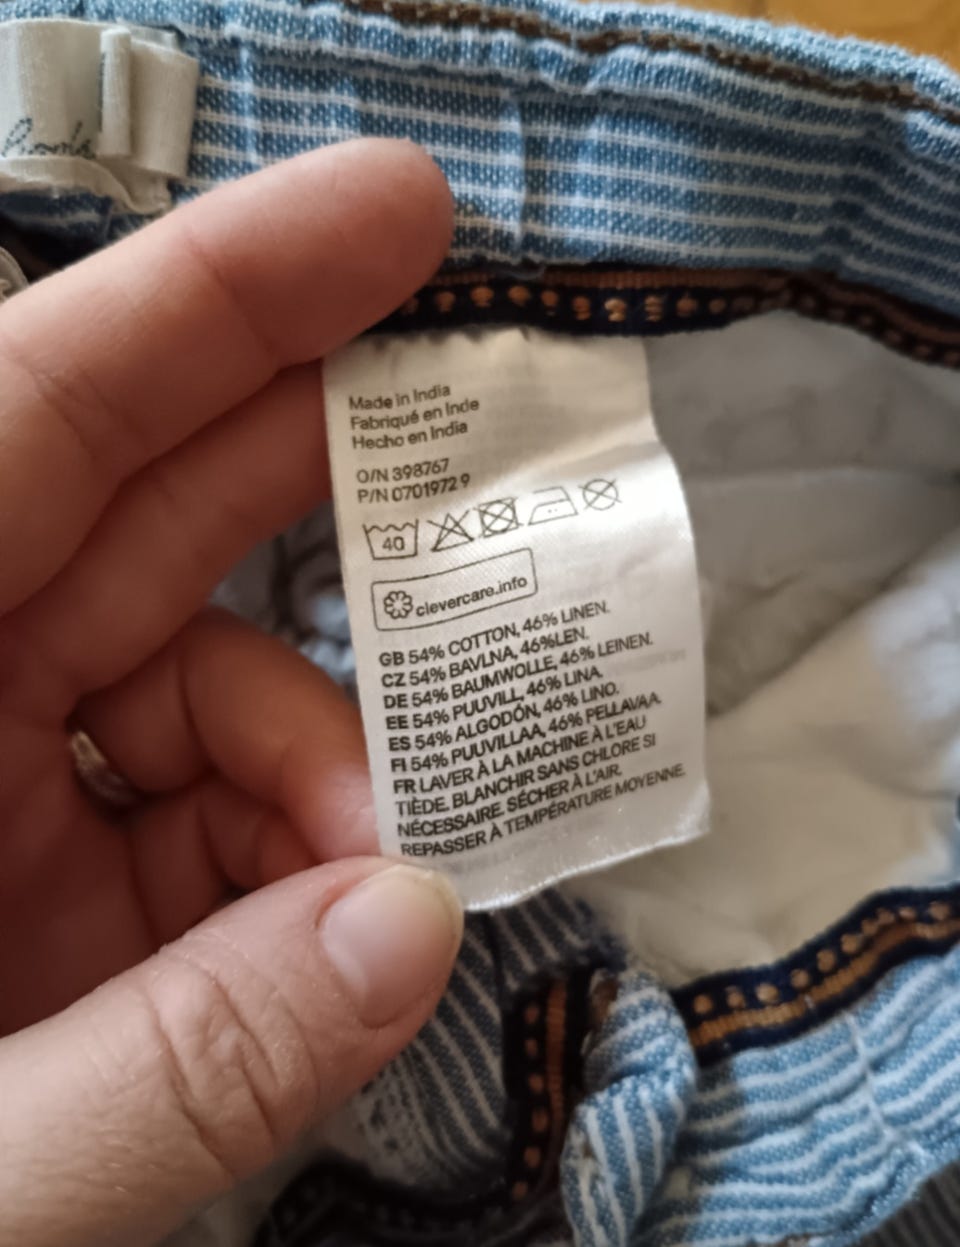 Made in India
Fabriqué en Inde
Hecho en India
O/N 398767
P/N 0701972 9
40
clevercare.info
GB 54% COTTON, 46% LINEN.
CZ 54% BAVLNA, 46%LEN.
DE 54% BAUMWOLLE, 46% LEINEN.
EE 54% PUUVILL, 46% LINA.
ES 54% ALGODÓN, 46% LINO.
FI 54% PUUVILLAA, 46% PELLAVAA.
FR LAVER À LA MACHINE À L'EAU
TIÈDE. BLANCHIR SANS CHLORE SI
NÉCESSAIRE. SÉCHER À L'AIR.
REPASSER À TEMPÉRATURE MOYENNE.